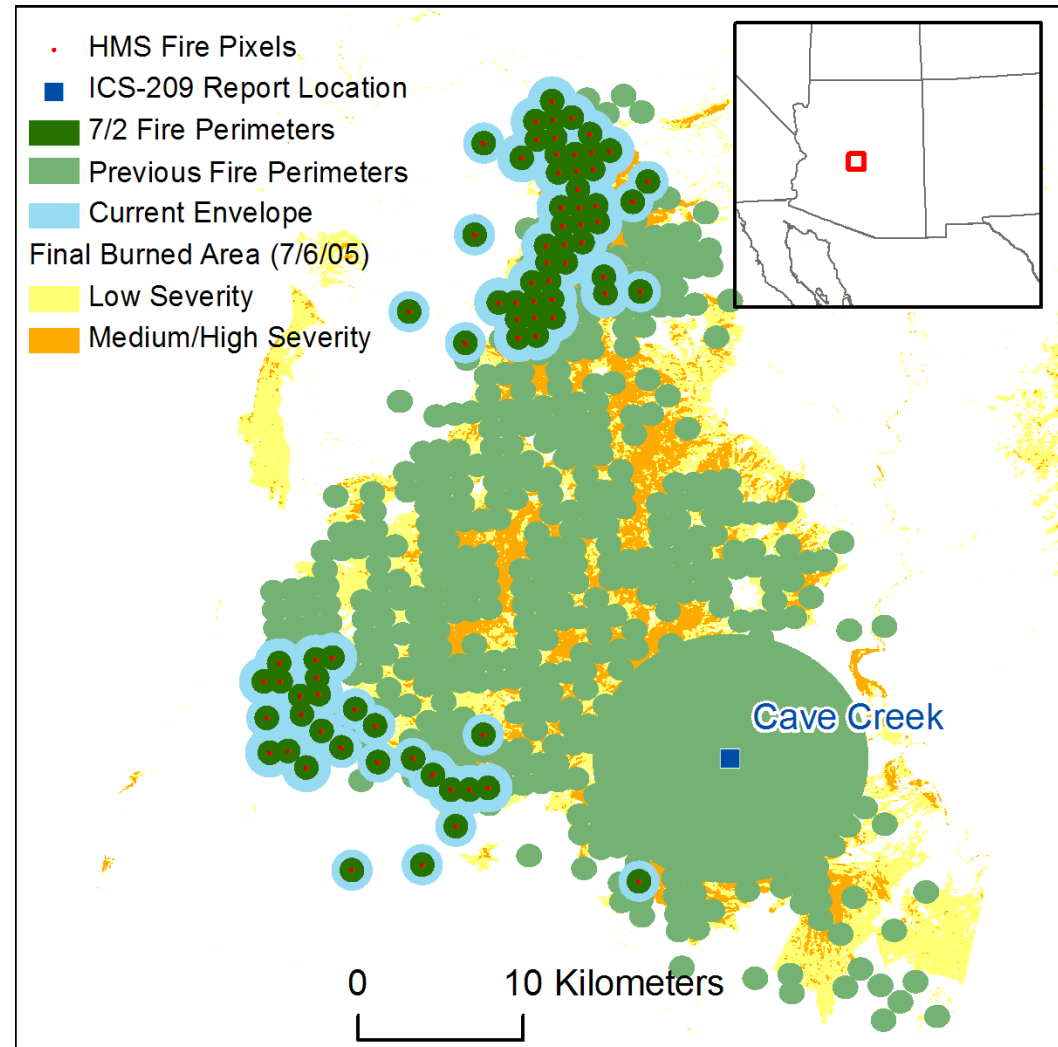 HMS Fire Pixels
ICS-209 Report Location
7/2 Fire Perimeters
Previous Fire Perimeters
Current Envelope
Final Burned Area (7/6/05)
Low Severity
Medium/High Severity
Cave Creek
0 10 Kilometers